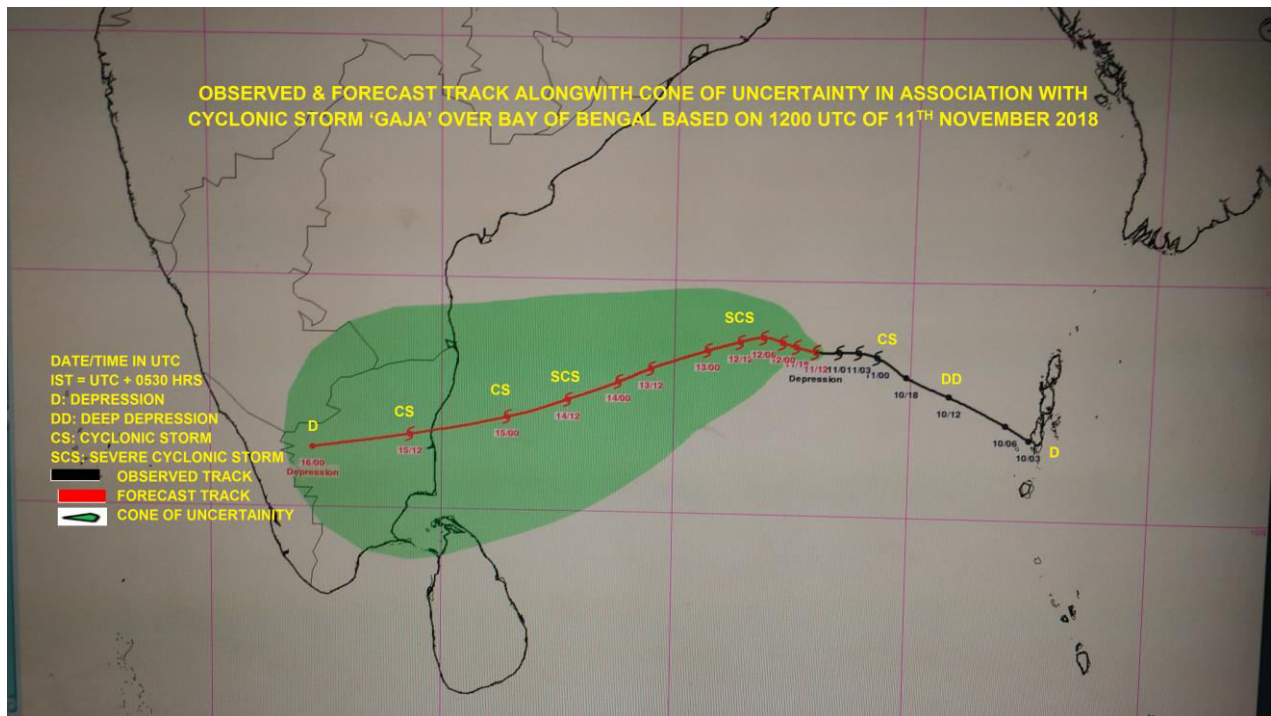 OBSERVED & FORECAST TRACK ALONGWITH CONE OF UNCERTAINTY IN ASSOCIATION WITH
CYCLONIC STORM ‘GAJA’ OVER BAY OF BENGAL BASED ON 1200 UTC OF 11TH NOVEMBER 2018
SCS
12/12
12/06
12/00
11/18
11/12
Depression
13/00
13/12
14/00
SCS
14/12
CS
15/00
CS
15/12
D
16/00
Depression
CS
11/03
11/00
10/18
DD
10/12
10/06
10/03
D
DATE/TIME IN UTC
IST = UTC + 0530 HRS
D: DEPRESSION
DD: DEEP DEPRESSION
CS: CYCLONIC STORM
SCS: SEVERE CYCLONIC STORM
OBSERVED TRACK
FORECAST TRACK
CONE OF UNCERTAINITY